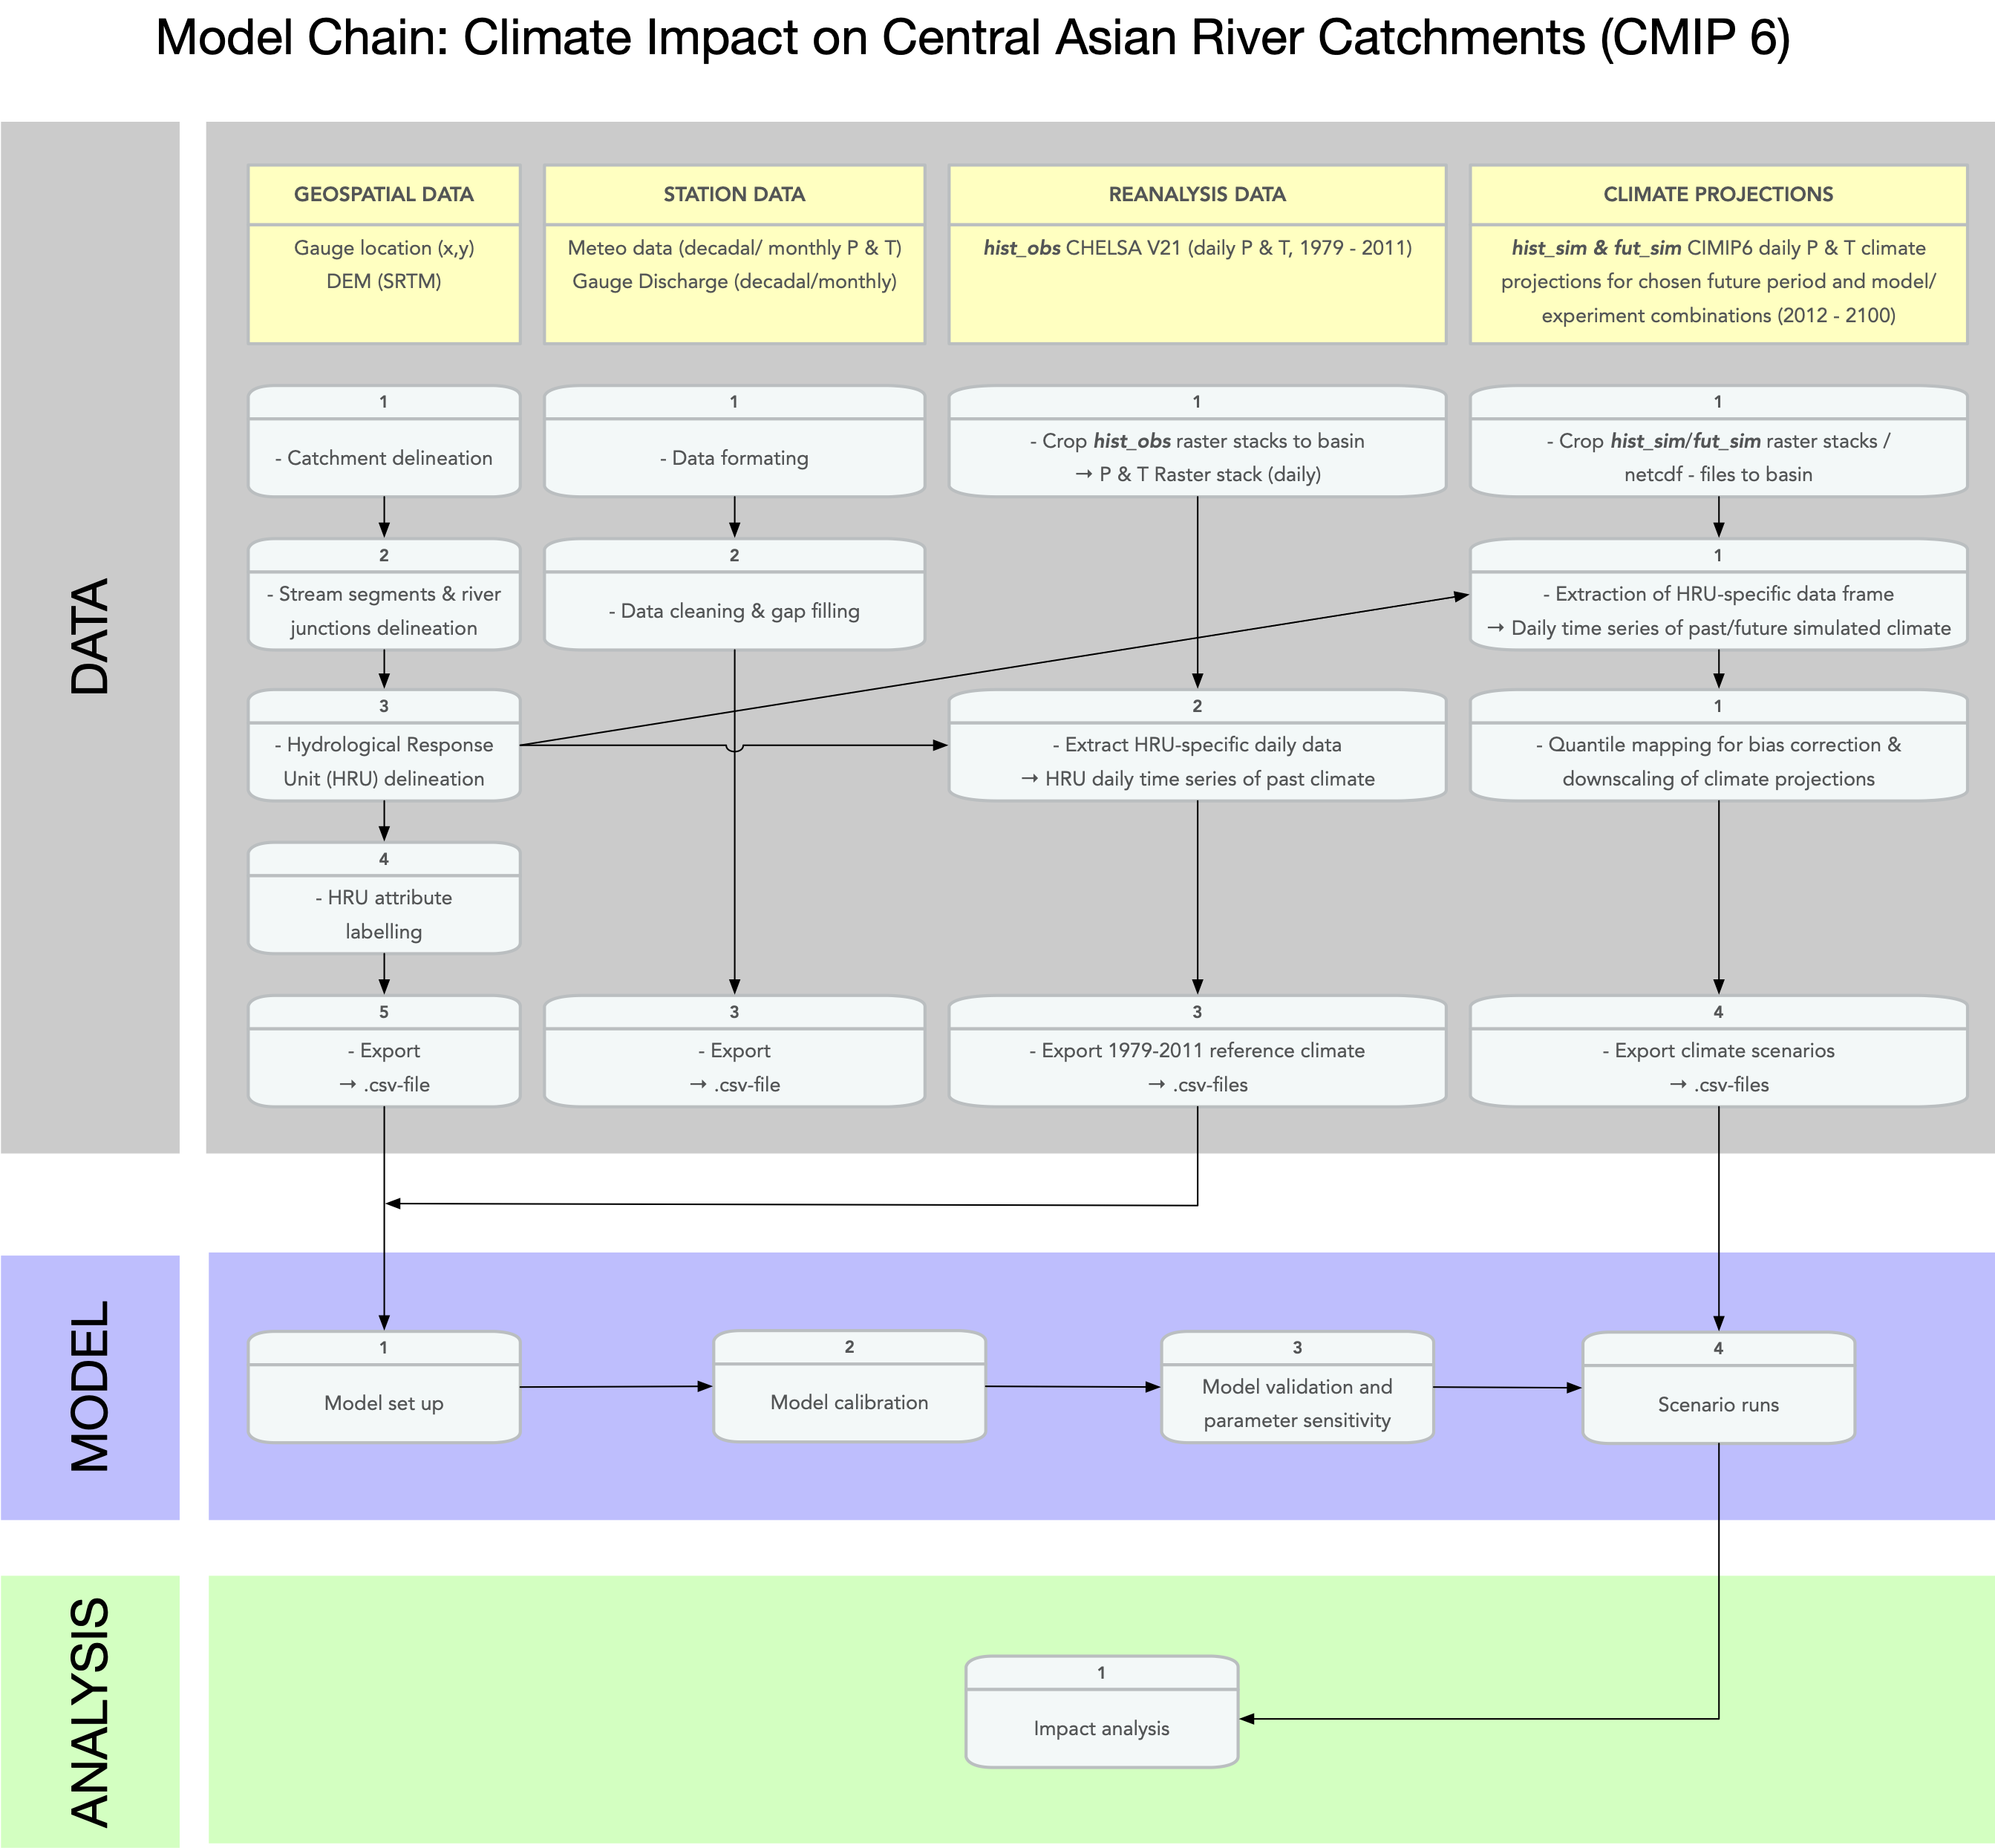 Model Chain: Climate Impact on Central Asian River Catchments (CMIP 6)
DATA
GEOSPATIAL DATA
Gauge location (x,y)
DEM (SRTM)
STATION DATA
Meteo data (decadal/ monthly P & T)
Gauge Discharge (decadal/monthly)
REANALYSIS DATA
hist_obs CHELSA V21 (daily P & T, 1979 - 2011)
CLIMATE PROJECTIONS
hist_sim & fut_sim CIMIP6 daily P & T climate
projections for chosen future period and model/
experiment combinations (2012 - 2100)
1
- Catchment delineation
2
- Stream segments & river
junctions delineation
3
- Hydrological Response
Unit (HRU) delineation
4
- HRU attribute
labelling
5
- Export
→ .csv-file
1
- Data formating
2
- Data cleaning & gap filling
3
- Export
→ .csv-file
1
- Crop hist_obs raster stacks to basin
→ P & T Raster stack (daily)
2
- Extract HRU-specific daily data
→ HRU daily time series of past climate
3
- Export 1979-2011 reference climate
→ .csv-files
1
- Crop hist_sim/fut_sim raster stacks /
netcdf - files to basin
1
- Extraction of HRU-specific data frame
→ Daily time series of past/future simulated climate
1
- Quantile mapping for bias correction &
downscaling of climate projections
4
- Export climate scenarios
→ .csv-files
MODEL
1
Model set up
2
Model calibration
3
Model validation and
parameter sensitivity
4
Scenario runs
ANALYSIS
1
Impact analysis